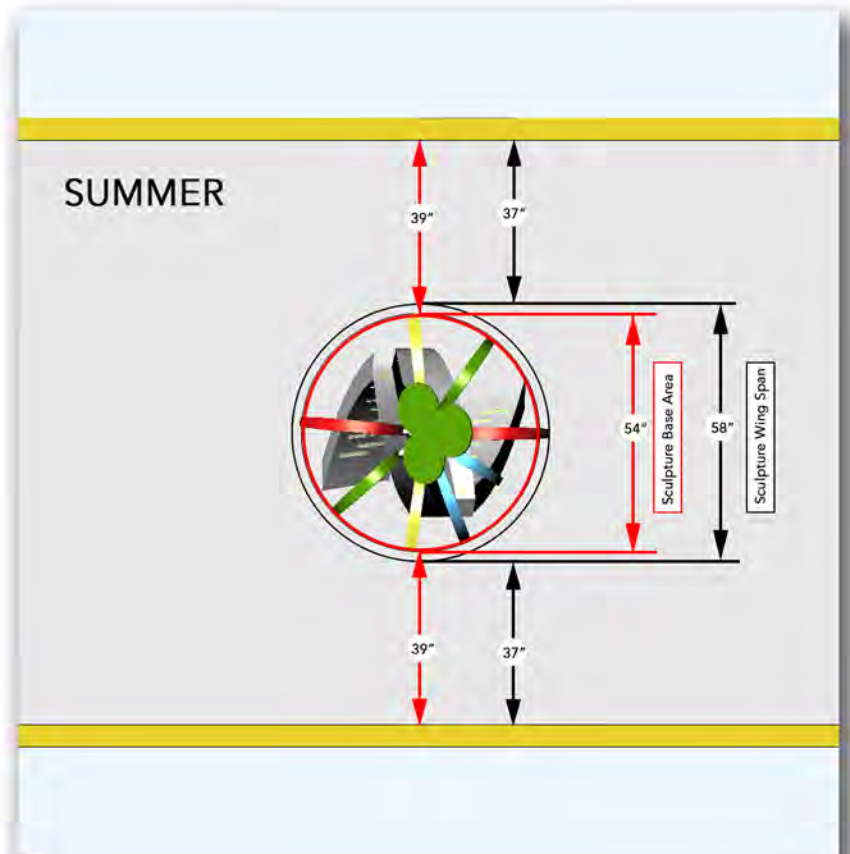 SUMMER
39”
37”
54”
Sculpture Base Area
58”
Sculpture Wing Span
39”
37”